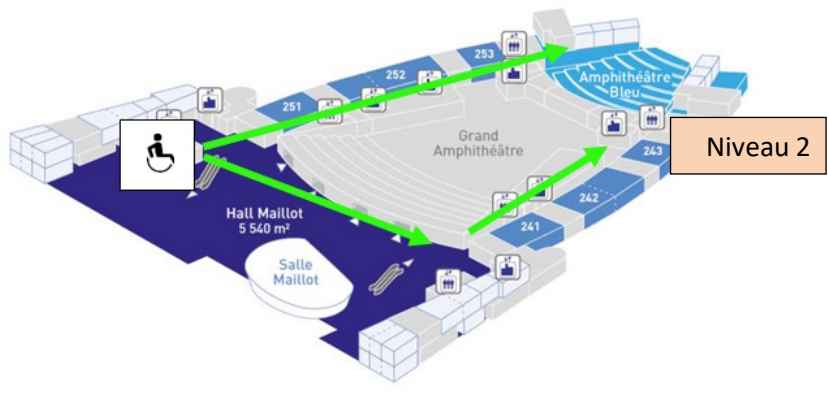 253
252
251
Amphithéâtre
Bleu
Grand
Amphithéâtre
243
Niveau 2
242
241
Hall Maillot
5 540 m²
Salle
Maillot